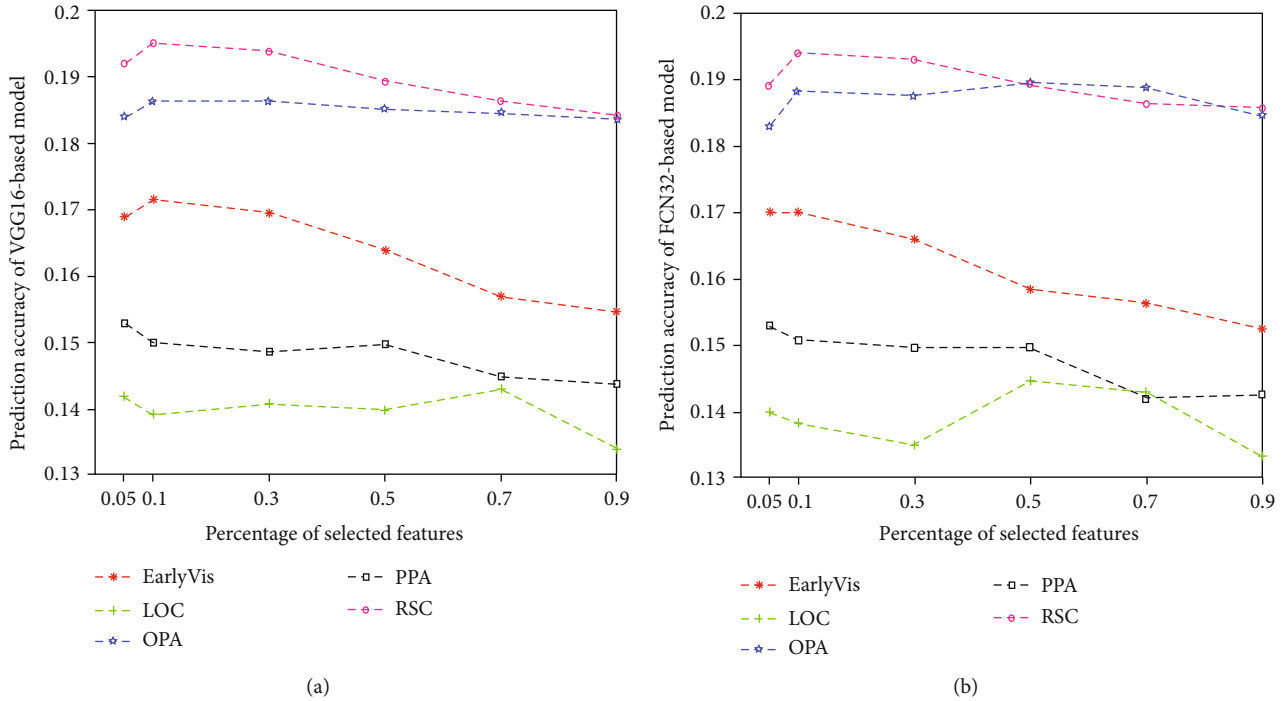 Prediction accuracy of VGG16-based model
0.2
0.19
0.18
0.17
0.16
0.15
0.14
0.13
0.05 0.1 0.3 0.5 0.7 0.9
Percentage of selected features
EarlyVis
LOC
OPA
PPA
RSC
(a)
Prediction accuracy of FCN32-based model
0.2
0.19
0.18
0.17
0.16
0.15
0.14
0.13
0.05 0.1 0.3 0.5 0.7 0.9
Percentage of selected features
EarlyVis
LOC
OPA
PPA
RSC
(b)